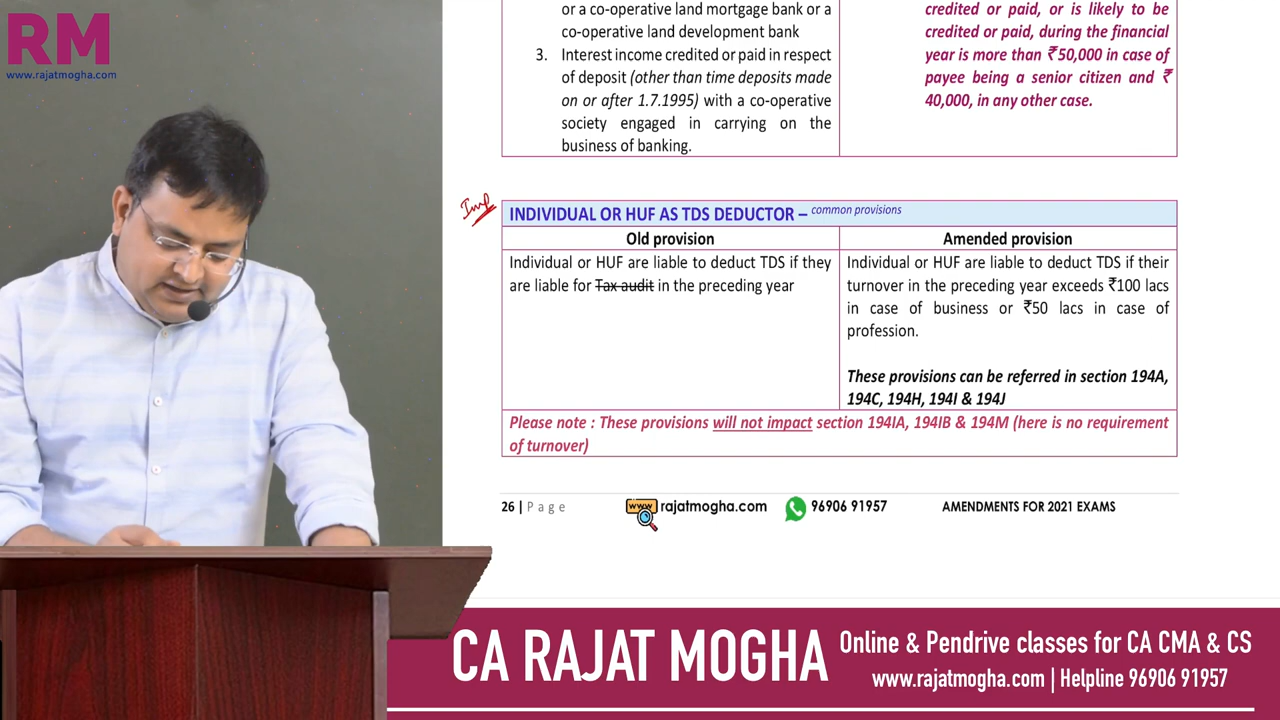 RM
www.rajatmogha.com
or a co-operative land mortgage bank or a
co-operative land development bank
3. Interest income credited or paid in respect
of deposit (other than time deposits made
on or after 1.7.1995) with a co-operative
society engaged in carrying on the
business of banking.
credited or paid, or is likely to be
credited or paid, during the financial
year is more than ₹50,000 in case of
payee being a senior citizen and ₹
40,000, in any other case.
Imp
INDIVIDUAL OR HUF AS TDS DEDUCTOR – common provisions
Old provision
Amended provision
Individual or HUF are liable to deduct TDS if they
are liable for Tax audit in the preceding year
Individual or HUF are liable to deduct TDS if their
turnover in the preceding year exceeds ₹100 lacs
in case of business or ₹50 lacs in case of
profession.
These provisions can be referred in section 194A,
194C, 194H, 194I & 194J
Please note : These provisions will not impact section 194IA, 194IB & 194M (here is no requirement
of turnover)
26 | Page
www
rajatmogha.com
96906 91957
AMENDMENTS FOR 2021 EXAMS
CA RAJAT MOGHA
Online & Pendrive classes for CA CMA & CS
www.rajatmogha.com | Helpline 96906 91957